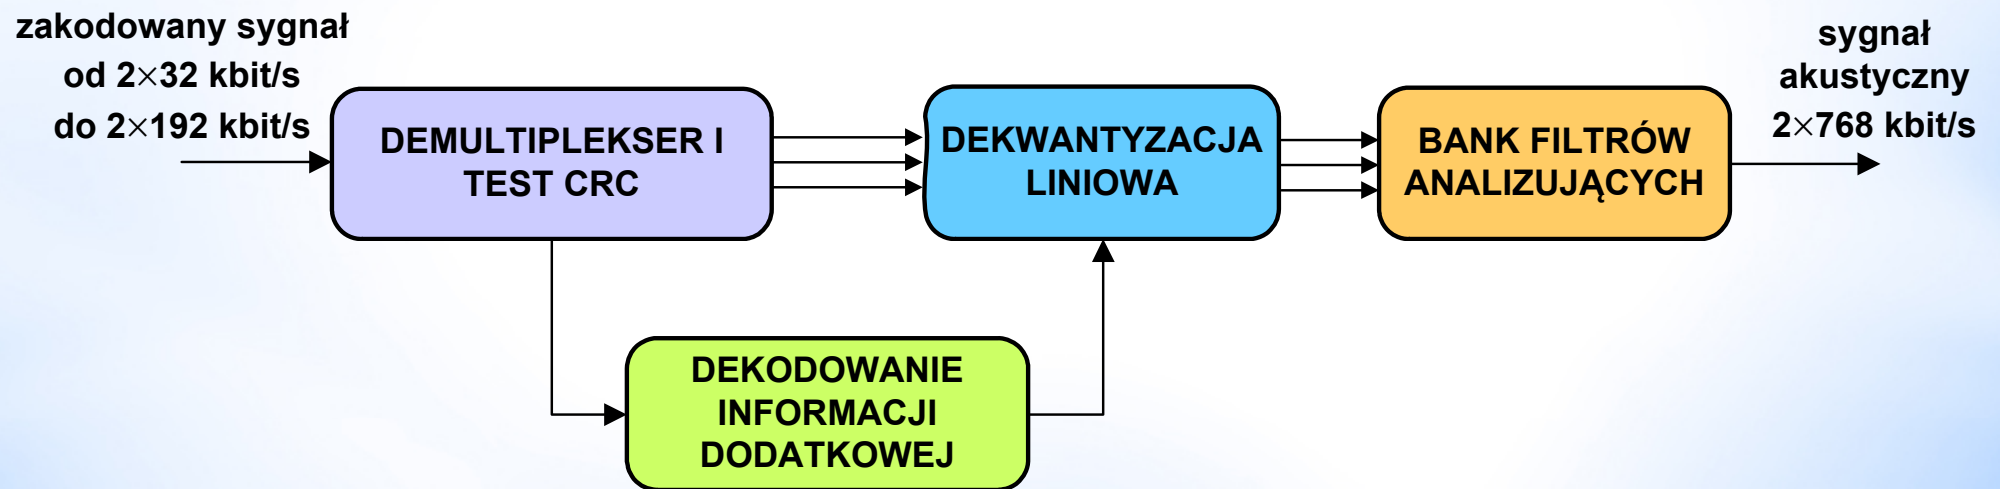 zakodowany sygnał
od 2×32 kbit/s
do 2×192 kbit/s
DEMULTIPLEKSER I
TEST CRC
DEKWANTYZACJA
LINIOWA
BANK FILTRÓW
ANALIZUJĄCYCH
sygnał
akustyczny
2×768 kbit/s
DEKODOWANIE
INFORMACJI
DODATKOWEJ